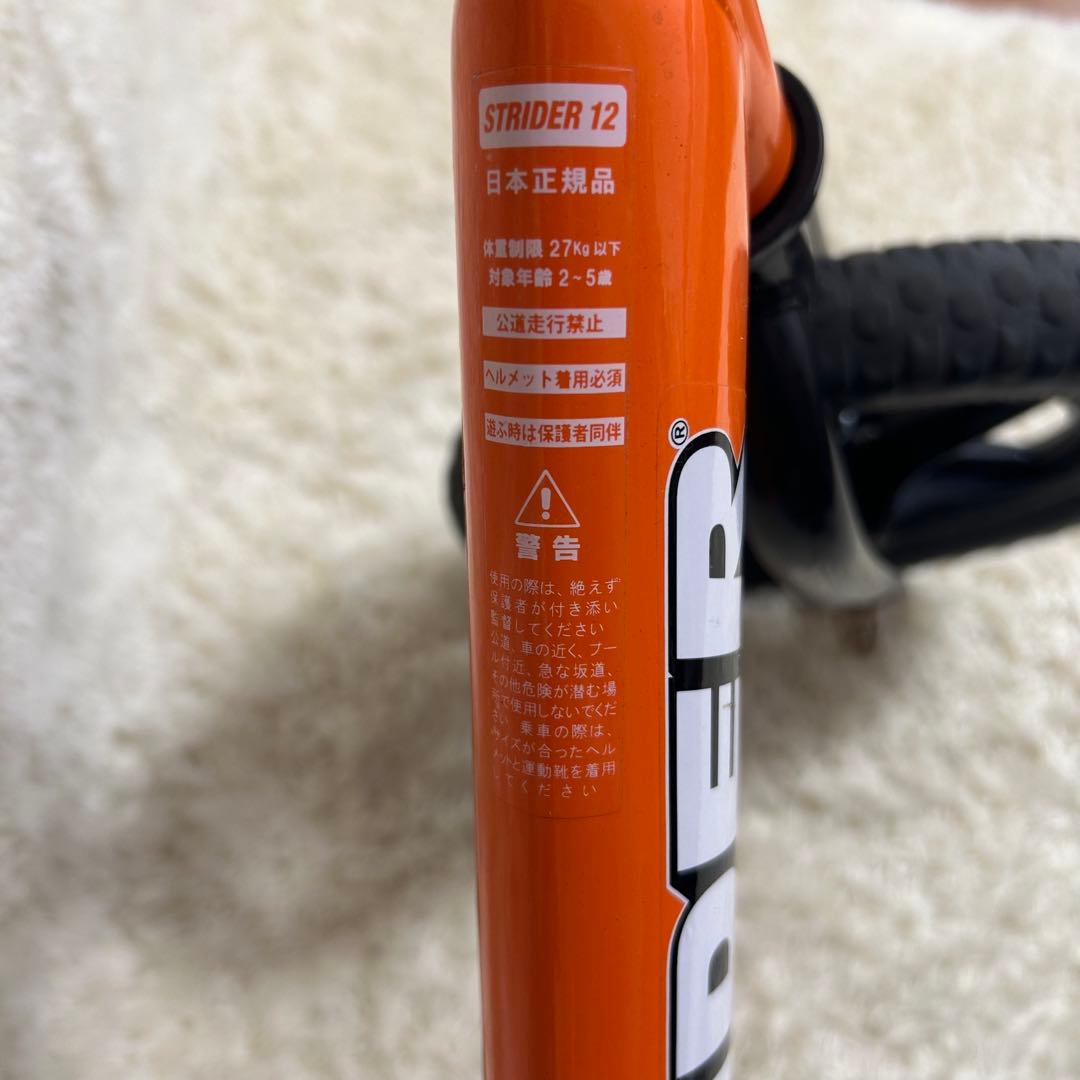 STRIDER 12
日本正規品
体重制限 27Kg 以下
対象年齢 2~5歳
公道走行禁止
ヘルメット着用必須
遊ぶ時は保護者同伴
警告
使用の際は、絶えず
保護者が付き添い
監督してください
公道、車の近く、プー
ル付近、急な坂道、
その他危険が潜む場
所で使用しないでくだ
さい 乗車の際は、
サイズが合ったヘル
メットと運動靴を着用
してください
®
DER